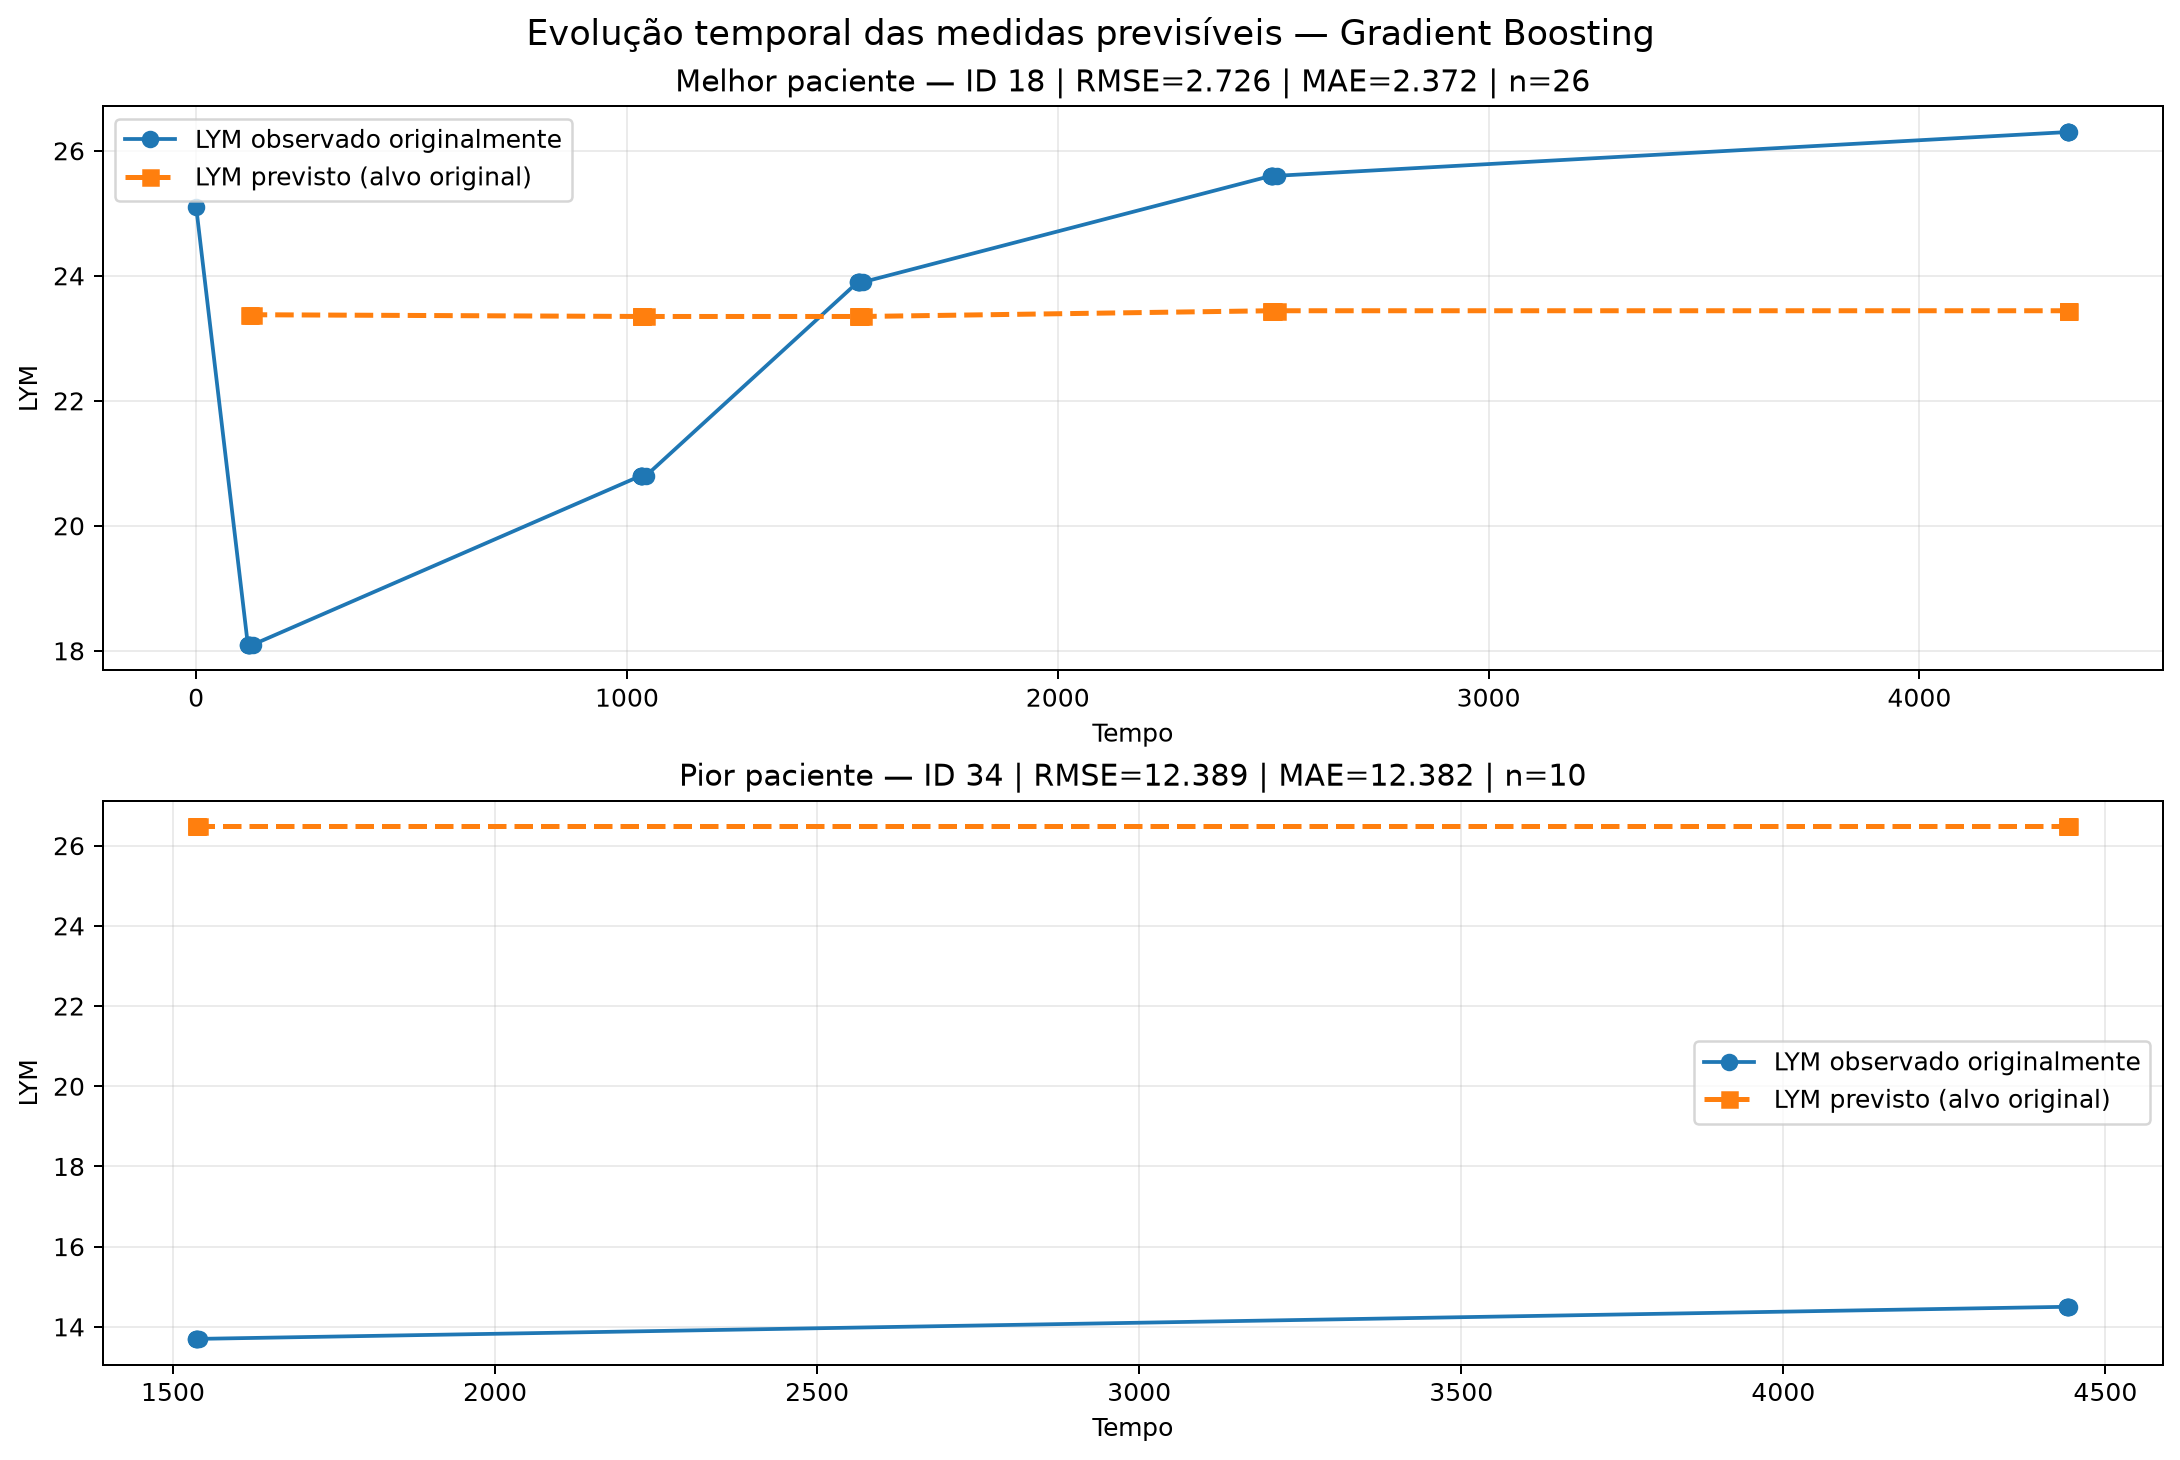 Evolução temporal das medidas previsíveis — Gradient Boosting
Melhor paciente — ID 18 | RMSE=2.726 | MAE=2.372 | n=26
LYM observado originalmente
LYM previsto (alvo original)
26
24
22
20
18
LYM
0 1000 2000 3000 4000
Tempo
Pior paciente — ID 34 | RMSE=12.389 | MAE=12.382 | n=10
26
24
22
20
18
16
14
LYM
LYM observado originalmente
LYM previsto (alvo original)
1500 2000 2500 3000 3500 4000 4500
Tempo